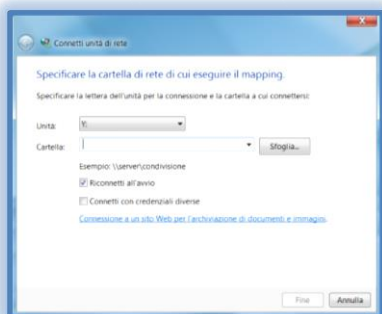 Connetti unità di rete
Specificare la cartella di rete di cui eseguire il mapping.
Specificare la lettera dell'unità per la connessione e la cartella a cui connettersi:
Unità: Y:
Cartella: Sfoglia...
Esempio: \\server\condivisione
Riconnetti all'avvio
Connetti con credenziali diverse
Connessione a un sito Web per l'archiviazione di documenti e immagini.
Fine Annulla